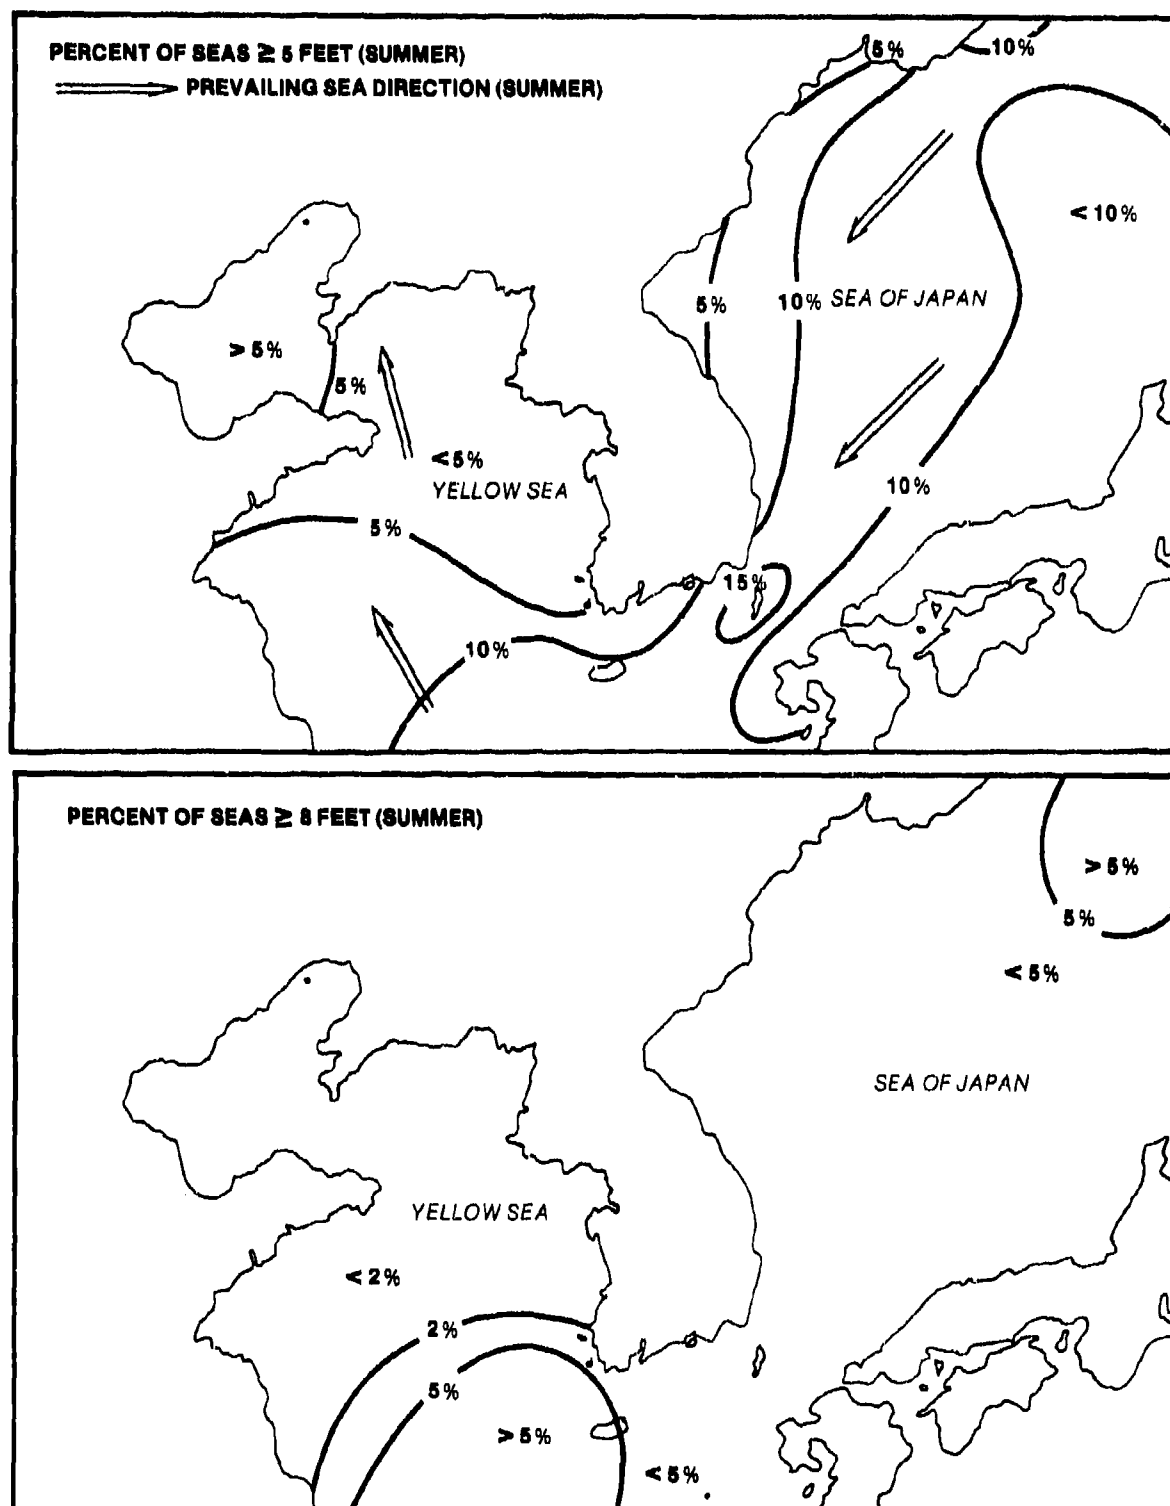 PERCENT OF SEAS ≥ 5 FEET (SUMMER)
PREVAILING SEA DIRECTION (SUMMER)
5%
10%
< 10%
5%
10%
SEA OF JAPAN
> 5%
5%
< 5%
YELLOW SEA
10%
5%
15%
10%
PERCENT OF SEAS ≥ 8 FEET (SUMMER)
> 5%
5%
< 5%
SEA OF JAPAN
YELLOW SEA
< 2%
2%
5%
> 5%
< 5%